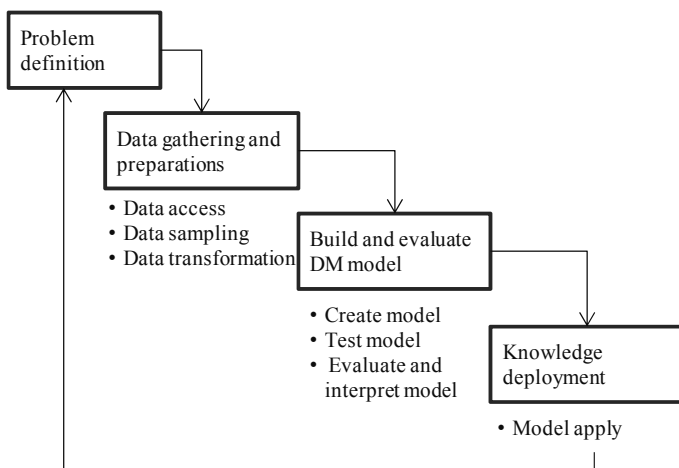 Problem
definition
Data gathering and
preparations
• Data access
• Data sampling
• Data transformation
Build and evaluate
DM model
• Create model
• Test model
• Evaluate and
interpret model
Knowledge
deployment
• Model apply